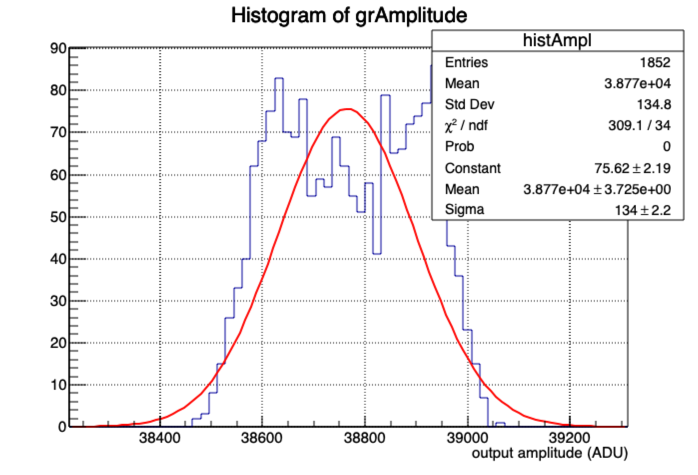 Histogram of grAmplitude
histAmpl
Entries 1852
Mean 3.877e+04
Std Dev 134.8
χ² / ndf 309.1 / 34
Prob 0
Constant 75.62 ± 2.19
Mean 3.877e+04 ± 3.725e+00
Sigma 134 ± 2.2
90
80
70
60
50
40
30
20
10
0
38400 38600 38800 39000 39200
output amplitude (ADU)